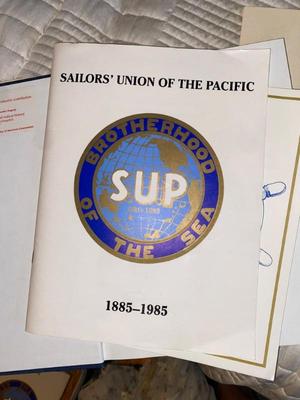 SAILORS' UNION OF THE PACIFIC
BROTHERHOOD
SUP
OF THE SEA
1885–1985